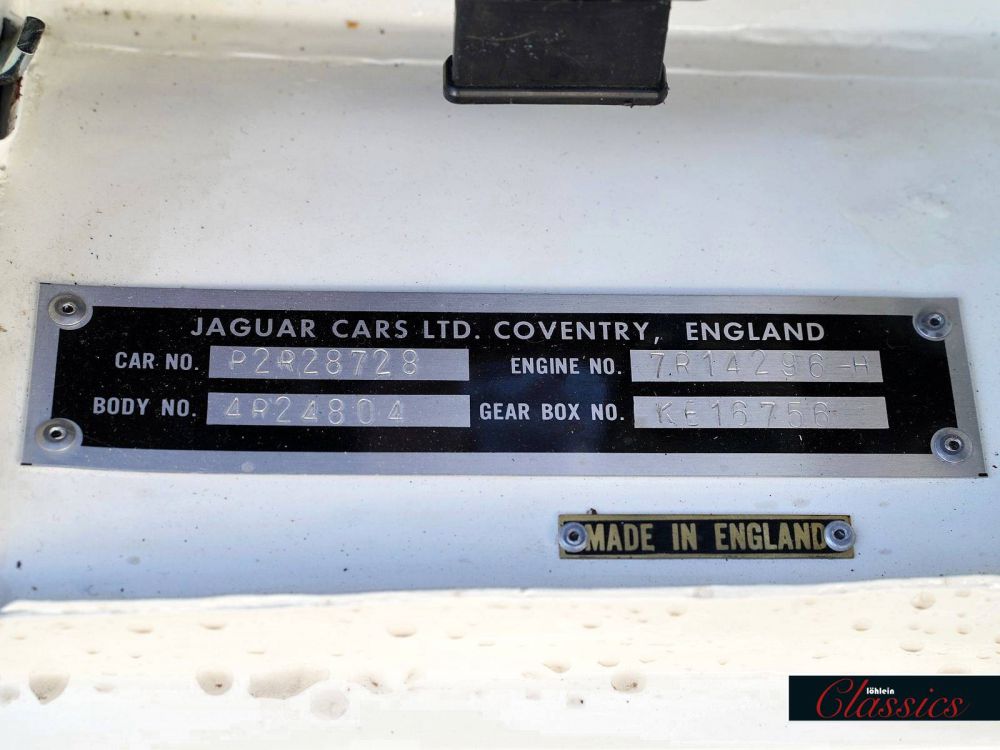 JAGUAR CARS LTD. COVENTRY, ENGLAND
CAR NO. P2R28728 ENGINE NO. 7R14296-H
BODY NO. 4R24804 GEAR BOX NO. KE16756
MADE IN ENGLAND
löhlein
Classics